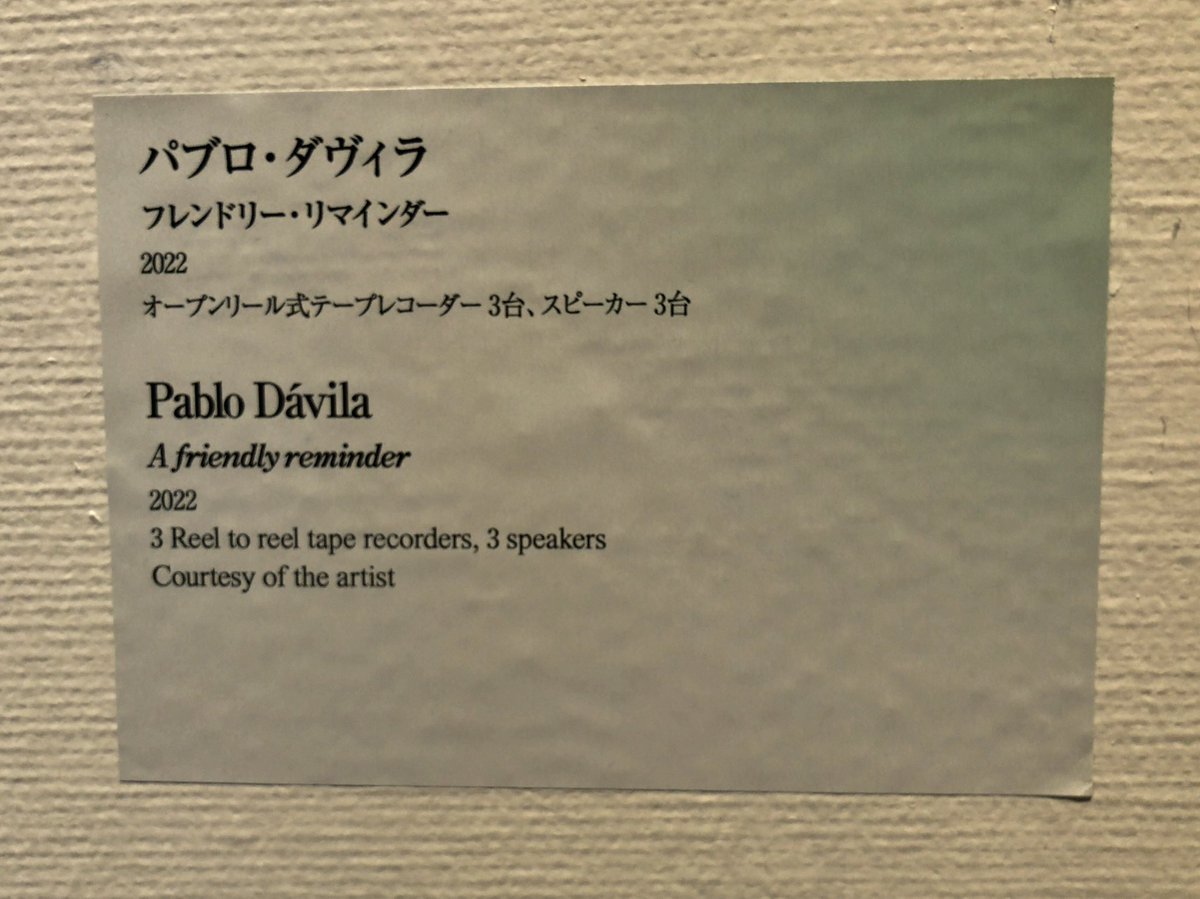 パブロ・ダヴィラ
フレンドリー・リマインダー
2022
オープンリール式テープレコーダー 3台、スピーカー 3台
Pablo Dávila
A friendly reminder
2022
3 Reel to reel tape recorders, 3 speakers
Courtesy of the artist